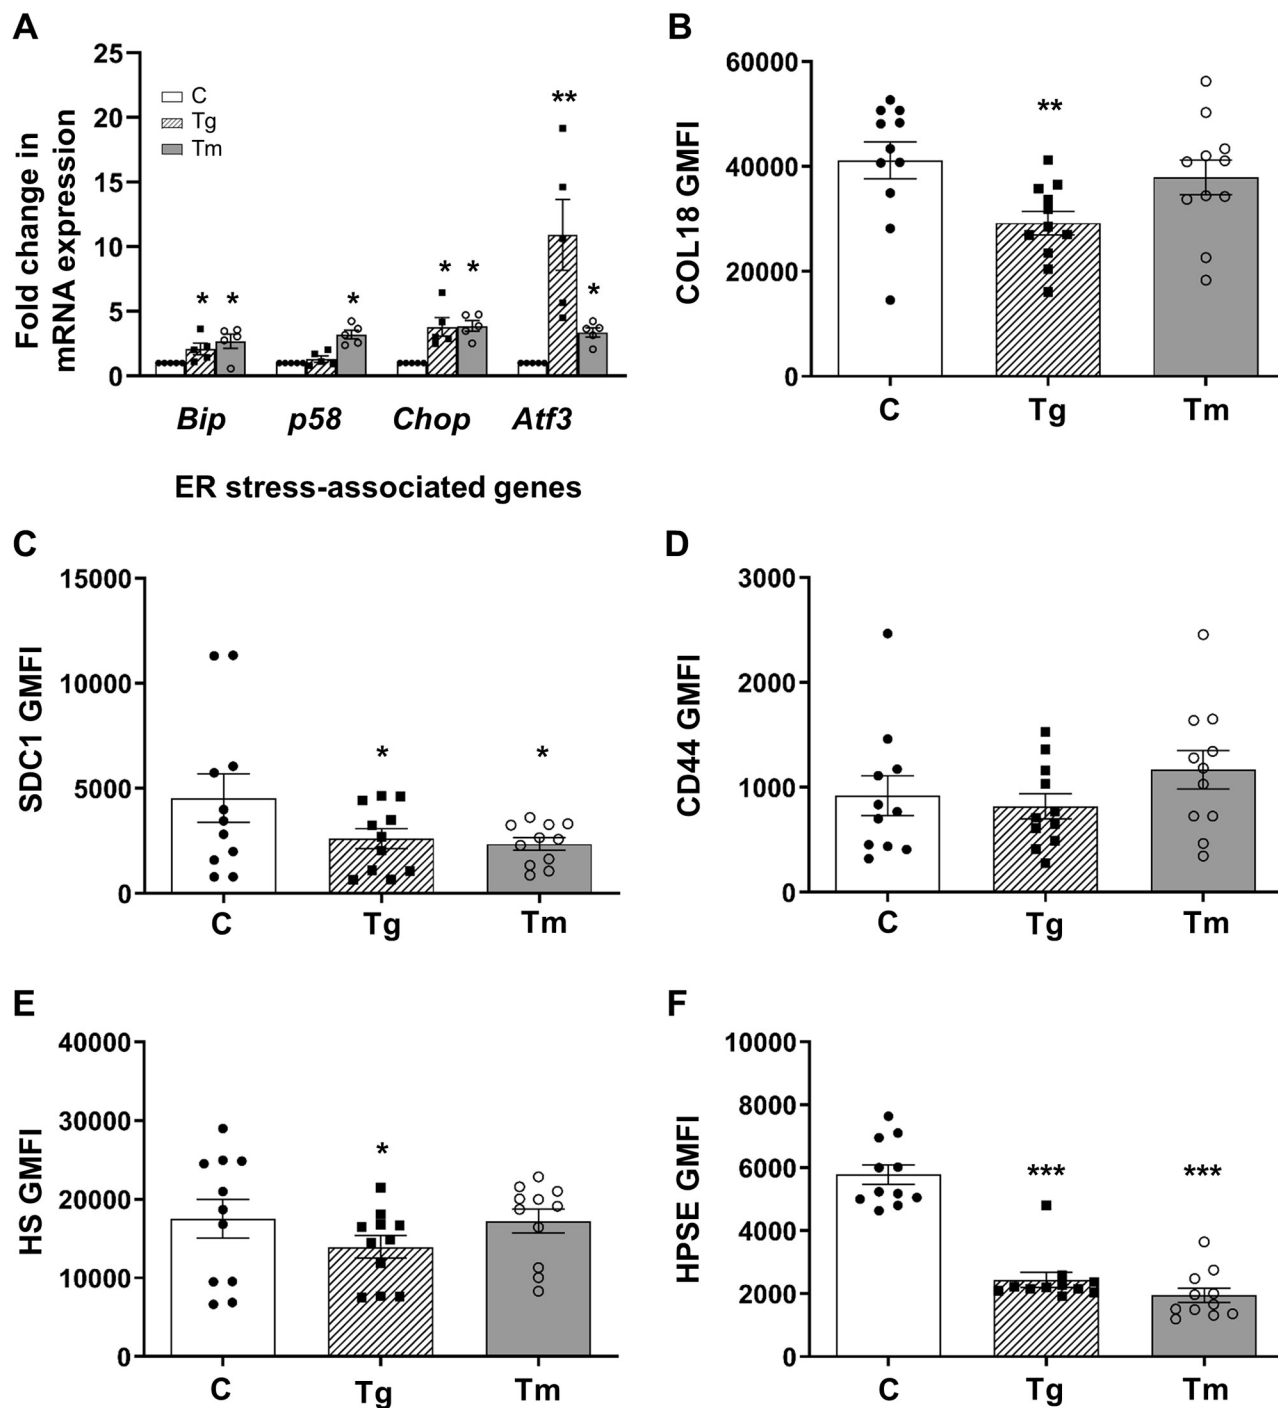 A
Fold change in
mRNA expression
25
20
15
10
5
0
C
Tg
Tm
**
*
*
*
*
*
*
Bip p58 Chop Atf3
ER stress-associated genes
B
COL18 GMFI
60000
40000
20000
0
**
C Tg Tm
C
SDC1 GMFI
15000
10000
5000
0
*
*
C Tg Tm
D
CD44 GMFI
3000
2000
1000
0
C Tg Tm
E
HS GMFI
40000
30000
20000
10000
0
*
C Tg Tm
F
HPSE GMFI
10000
8000
6000
4000
2000
0
***
***
C Tg Tm